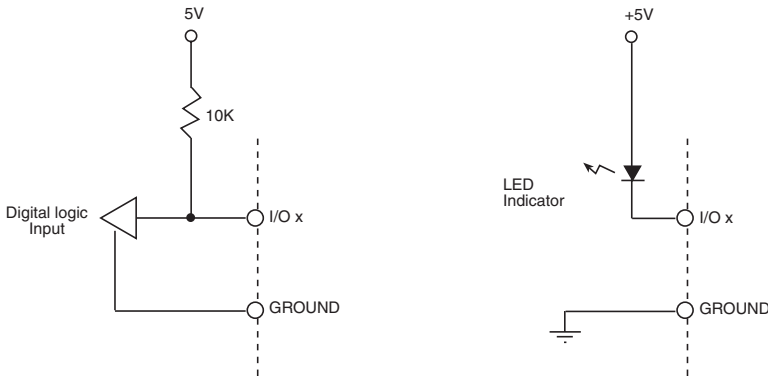 5V
10K
Digital logic
Input
I/O x
GROUND
+5V
LED
Indicator
I/O x
GROUND